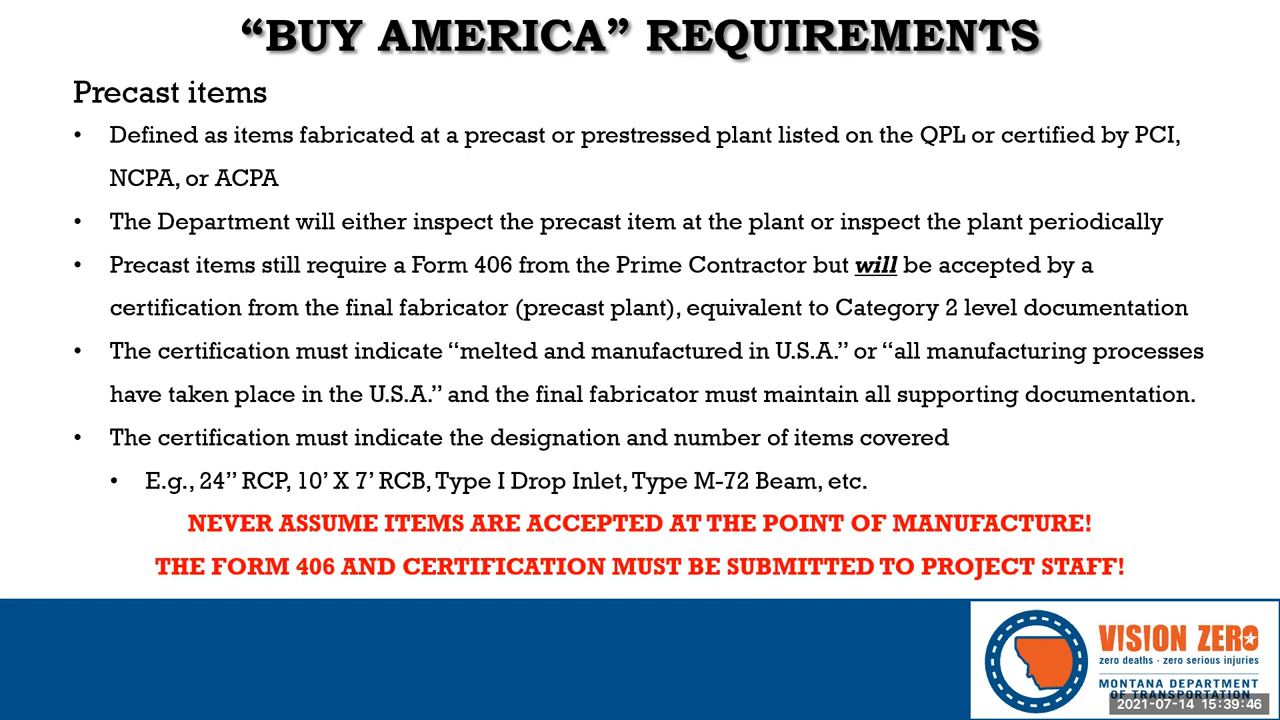 “BUY AMERICA” REQUIREMENTS
Precast items
• Defined as items fabricated at a precast or prestressed plant listed on the QPL or certified by PCI,
NCPA, or ACPA
• The Department will either inspect the precast item at the plant or inspect the plant periodically
• Precast items still require a Form 406 from the Prime Contractor but will be accepted by a
certification from the final fabricator (precast plant), equivalent to Category 2 level documentation
• The certification must indicate “melted and manufactured in U.S.A.” or “all manufacturing processes
have taken place in the U.S.A.” and the final fabricator must maintain all supporting documentation.
• The certification must indicate the designation and number of items covered
• E.g., 24” RCP, 10’ X 7’ RCB, Type I Drop Inlet, Type M-72 Beam, etc.
NEVER ASSUME ITEMS ARE ACCEPTED AT THE POINT OF MANUFACTURE!
THE FORM 406 AND CERTIFICATION MUST BE SUBMITTED TO PROJECT STAFF!
VISION ZERO
zero deaths · zero serious injuries
MONTANA DEPARTMENT
OF TRANSPORTATION
2021-07-14 15:39:46